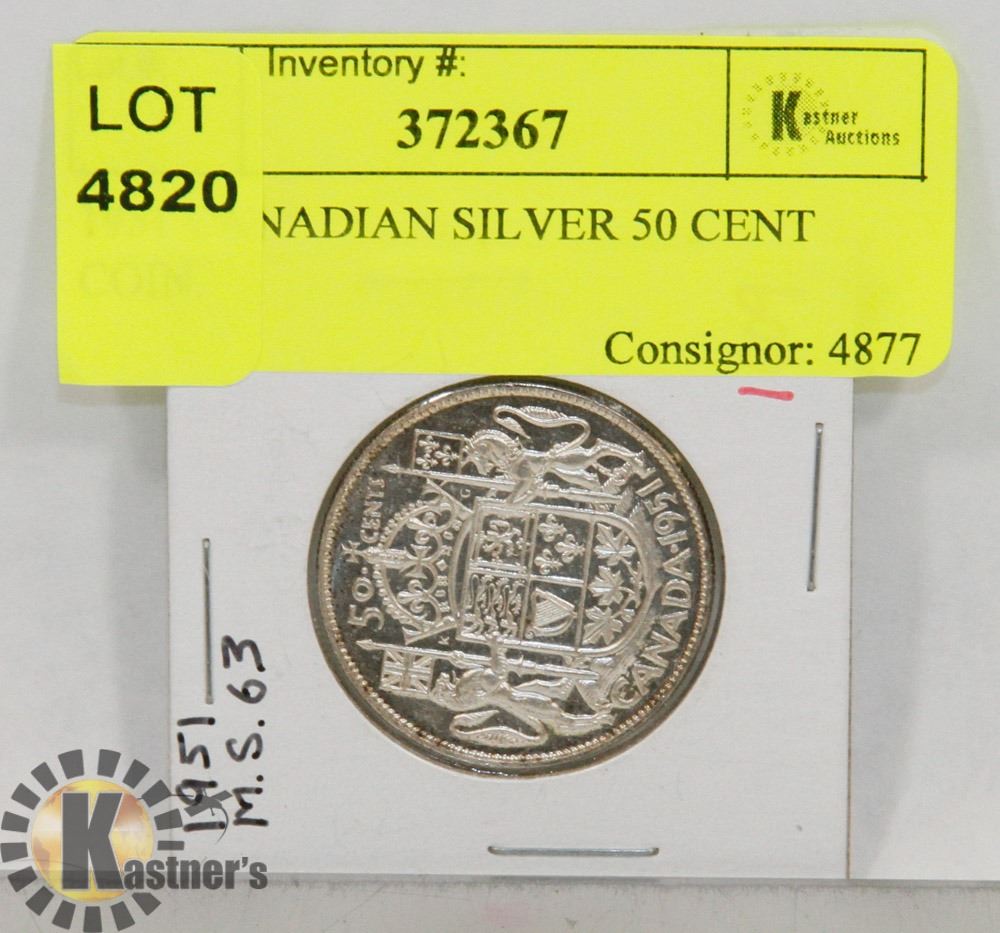 Inventory #:
LOT
4820
372367
Kastner
Auctions
NADIAN SILVER 50 CENT
COIN
Consignor: 4877
50 CENTS
K G
CANADA·1951
1951
M.S. 63
Kastner's